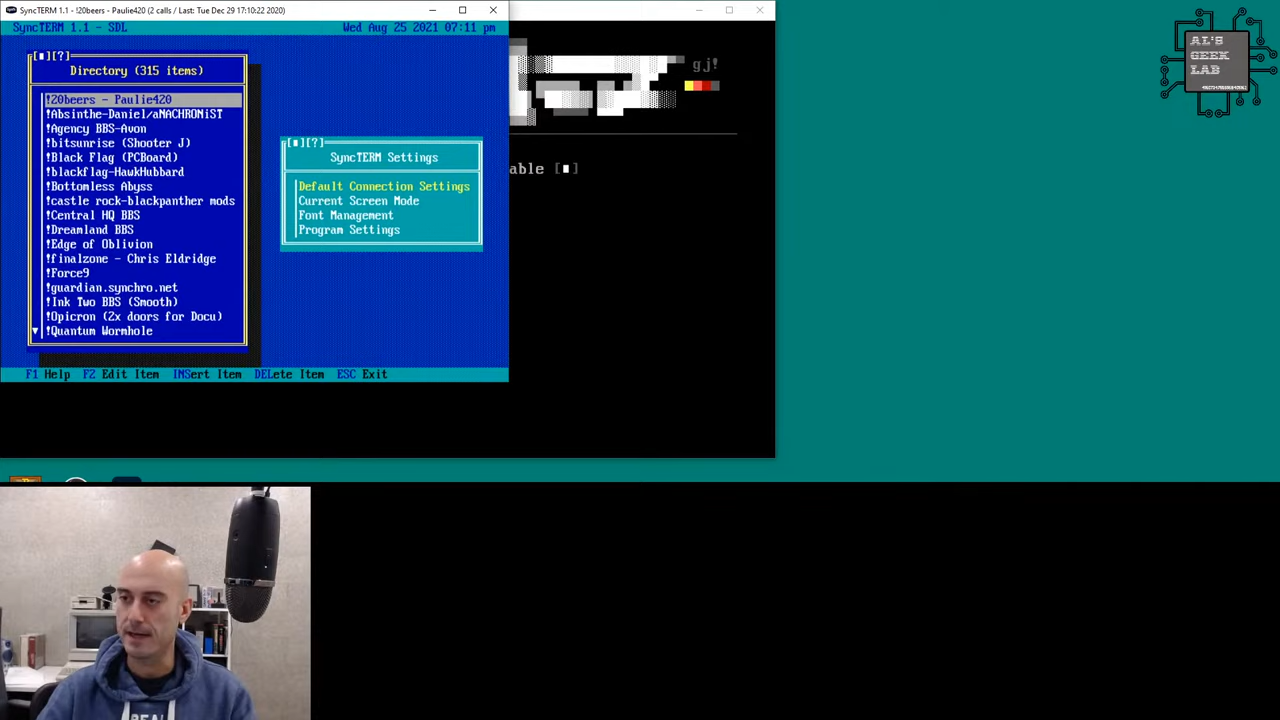 SyncTERM 1.1 - !20beers - Paulie420 (2 calls / Last: Tue Dec 29 17:10:22 2020)
SyncTERM 1.1 - SDL
Wed Aug 25 2021 07:11 pm
[■][?]
Directory (315 items)
!20beers - Paulie420
!Absinthe-Daniel/aNACHRONiST
!Agency BBS-Avon
!bitsunrise (Shooter J)
!Black Flag (PCBoard)
!blackflag-HawkHubbard
!Bottomless Abyss
!castle rock-blackpanther mods
!Central HQ BBS
!Dreamland BBS
!Edge of Oblivion
!finalzone - Chris Eldridge
!Force9
!guardian.synchro.net
!Ink Two BBS (Smooth)
!Opicron (2x doors for Docu)
!Quantum Wormhole
[■][?]
SyncTERM Settings
Default Connection Settings
Current Screen Mode
Font Management
Program Settings
F1 Help F2 Edit Item INSert Item DELete Item ESC Exit
gj!
able [■]
AL'S
GEEK
LAB